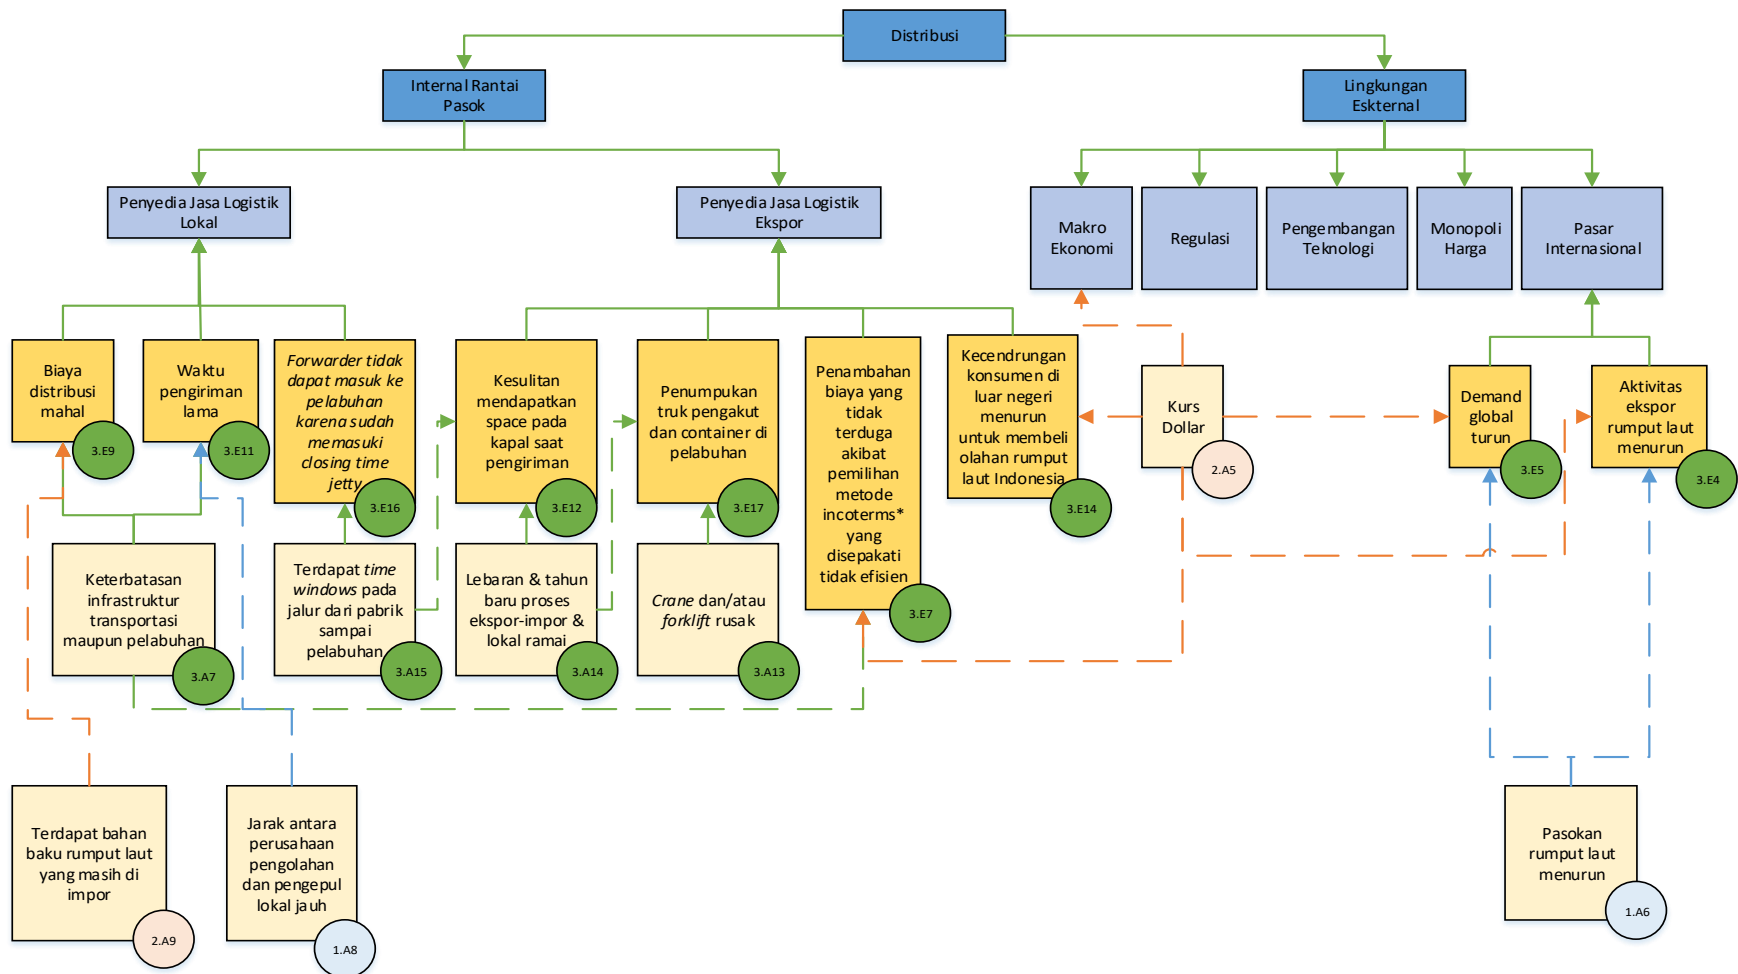 Distribusi
Internal Rantai
Pasok
Lingkungan
Eskternal
Penyedia Jasa Logistik
Lokal
Penyedia Jasa Logistik
Ekspor
Makro
Ekonomi
Regulasi
Pengembangan
Teknologi
Monopoli
Harga
Pasar
Internasional
Biaya
distribusi
mahal
3.E9
Waktu
pengiriman
lama
3.E11
Forwarder tidak
dapat masuk ke
pelabuhan
karena sudah
memasuki
closing time
jetty
3.E16
Kesulitan
mendapatkan
space pada
kapal saat
pengiriman
3.E12
Penumpukan
truk pengakut
dan container di
pelabuhan
3.E17
Penambahan
biaya yang
tidak
terduga
akibat
pemilihan
metode
incoterms*
yang
disepakati
tidak efisien
3.E7
Kecendrungan
konsumen di
luar negeri
menurun
untuk membeli
olahan rumput
laut Indonesia
3.E14
Kurs
Dollar
2.A5
Demand
global
turun
3.E5
Aktivitas
ekspor
rumput laut
menurun
3.E4
Keterbatasan
infrastruktur
transportasi
maupun pelabuhan
3.A7
Terdapat time
windows pada
jalur dari pabrik
sampai
pelabuhan
3.A15
Lebaran & tahun
baru proses
ekspor-impor &
lokal ramai
3.A14
Crane dan/atau
forklift rusak
3.A13
Terdapat bahan
baku rumput laut
yang masih di
impor
2.A9
Jarak antara
perusahaan
pengolahan
dan pengepul
lokal jauh
1.A8
Pasokan
rumput laut
menurun
1.A6